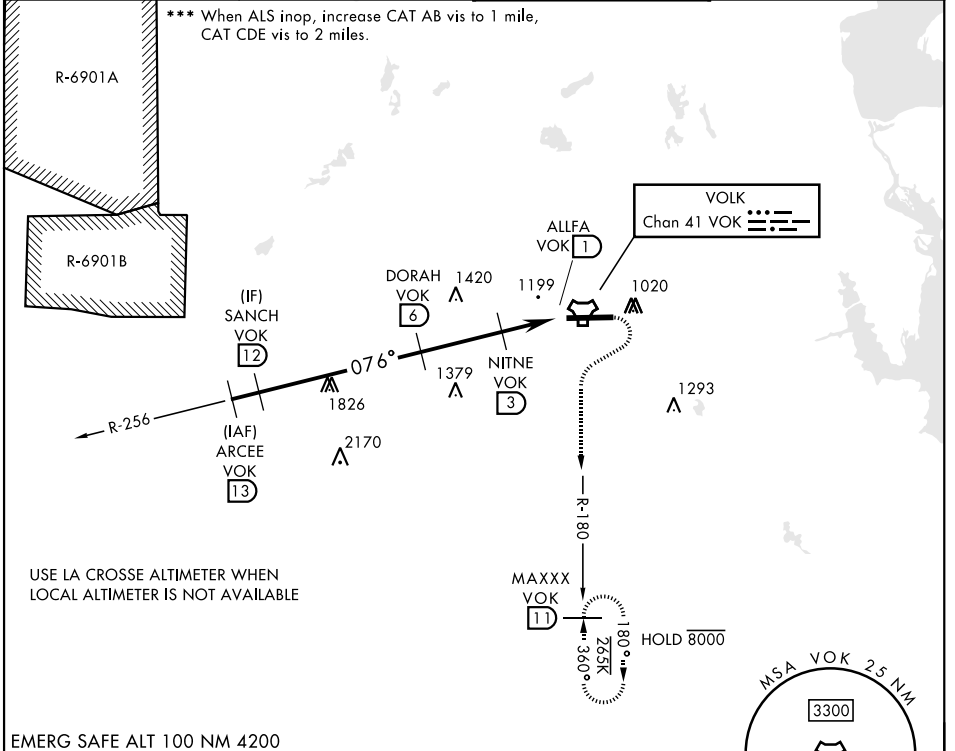 *** When ALS inop, increase CAT AB vis to 1 mile,
CAT CDE vis to 2 miles.
R-6901A
R-6901B
VOLK
Chan 41 VOK
ALLFA
VOK 1
1199
1020
DORAH
VOK
6
1420
(IF)
SANCH
VOK
12
076°
NITNE
VOK
3
1379
1826
1293
R-256
(IAF)
ARCEE
VOK
13
2170
R-180
USE LA CROSSE ALTIMETER WHEN
LOCAL ALTIMETER IS NOT AVAILABLE
MAXXX
VOK
11
360°
265K
180°
HOLD 8000
MSA VOK 25 NM
3300
EMERG SAFE ALT 100 NM 4200